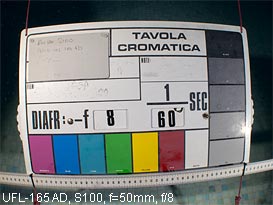 TAVOLA
CROMATICA
NOTE:
1
SEC
DIAFR: -f 8
60
UFL-165AD, S100, f=50mm, f/8